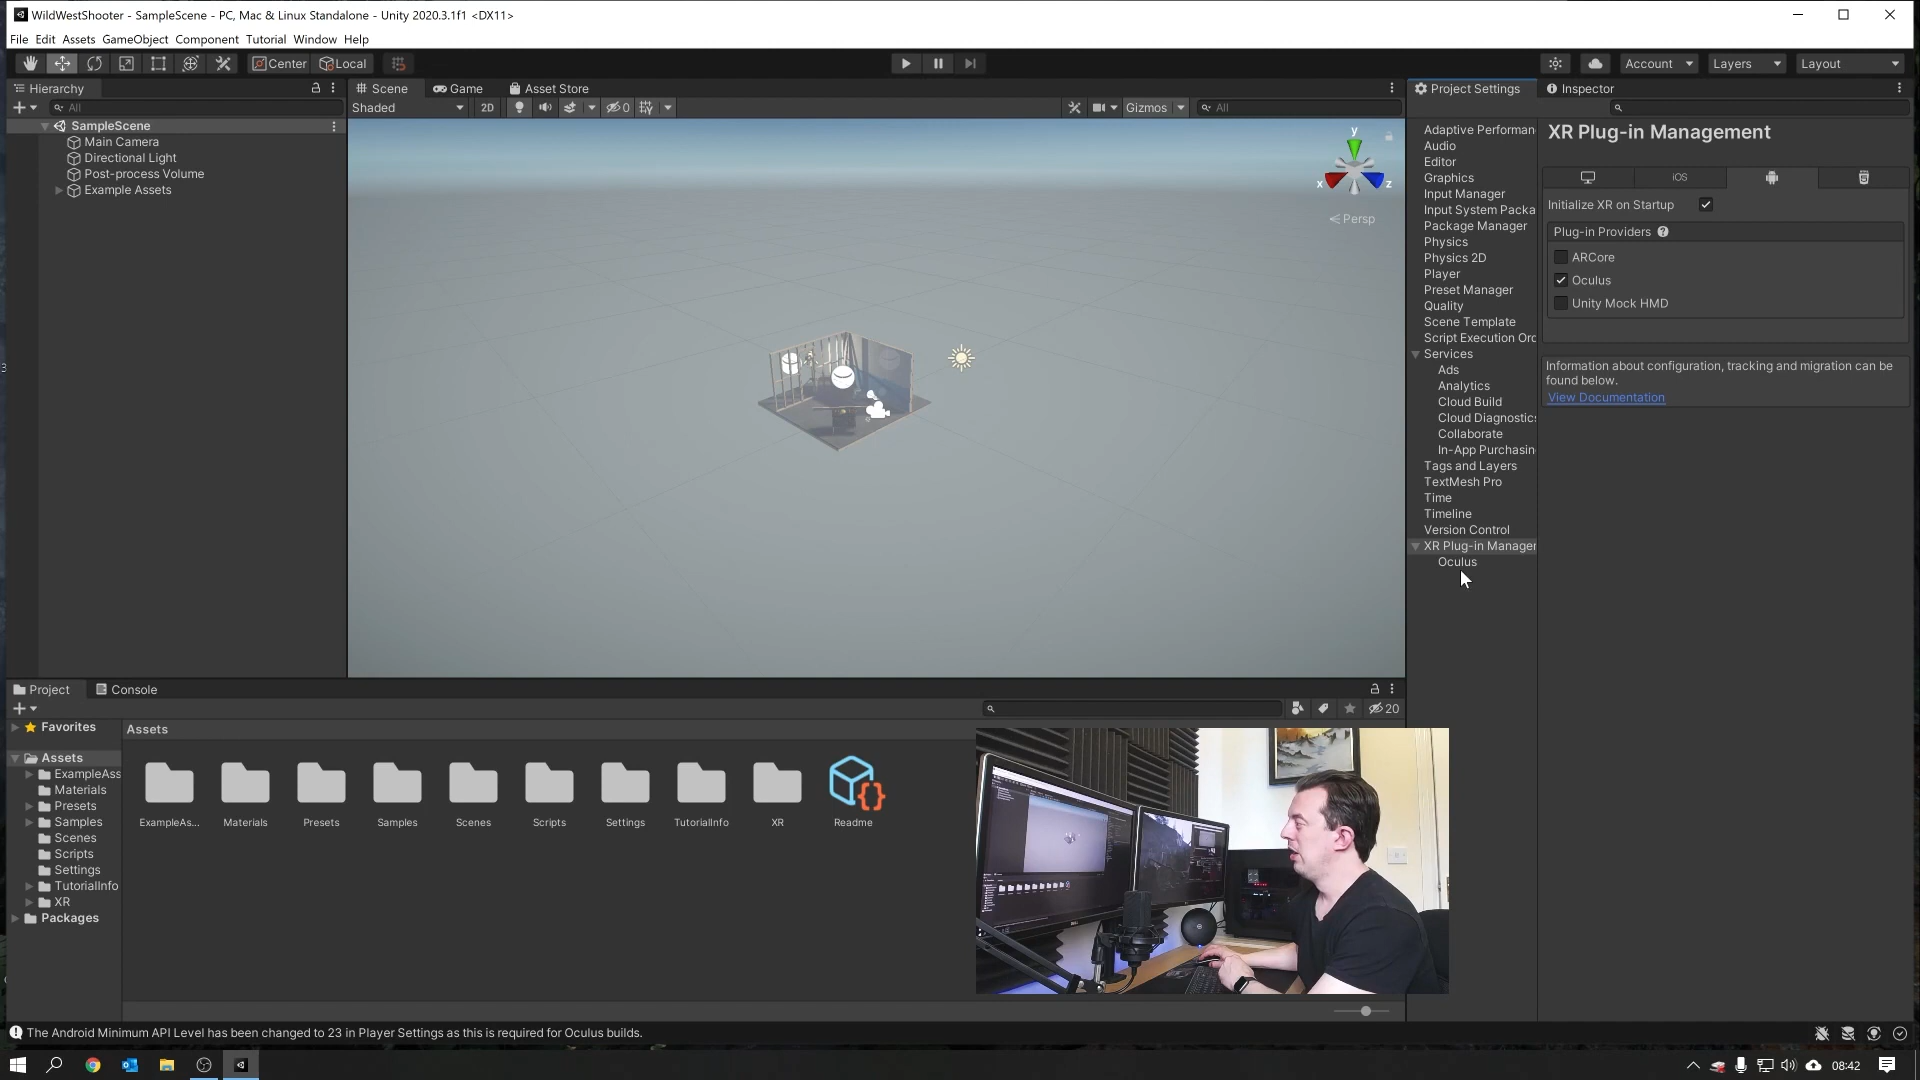 WildWestShooter - SampleScene - PC, Mac & Linux Standalone - Unity 2020.3.1f1 <DX11>
File Edit Assets GameObject Component Tutorial Window Help
Center Local Account Layers Layout
Hierarchy Scene Game Asset Store Project Settings Inspector
All Shaded 2D 0 Gizmos All
SampleScene
Main Camera
Directional Light
Post-process Volume
Example Assets
y
x z
Persp
Adaptive Performan
Audio
Editor
Graphics
Input Manager
Input System Packa
Package Manager
Physics
Physics 2D
Player
Preset Manager
Quality
Scene Template
Script Execution Orc
Services
Ads
Analytics
Cloud Build
Cloud Diagnostics
Collaborate
In-App Purchasin
Tags and Layers
TextMesh Pro
Time
Timeline
Version Control
XR Plug-in Manager
Oculus
XR Plug-in Management
iOS
Initialize XR on Startup
Plug-in Providers
ARCore
Oculus
Unity Mock HMD
Information about configuration, tracking and migration can be
found below.
View Documentation
Project Console
20
Favorites
Assets
ExampleAss
Materials
Presets
Samples
Scenes
Scripts
Settings
TutorialInfo
XR
Packages
Assets
ExampleAs... Materials Presets Samples Scenes Scripts Settings TutorialInfo XR Readme
The Android Minimum API Level has been changed to 23 in Player Settings as this is required for Oculus builds.
08:42